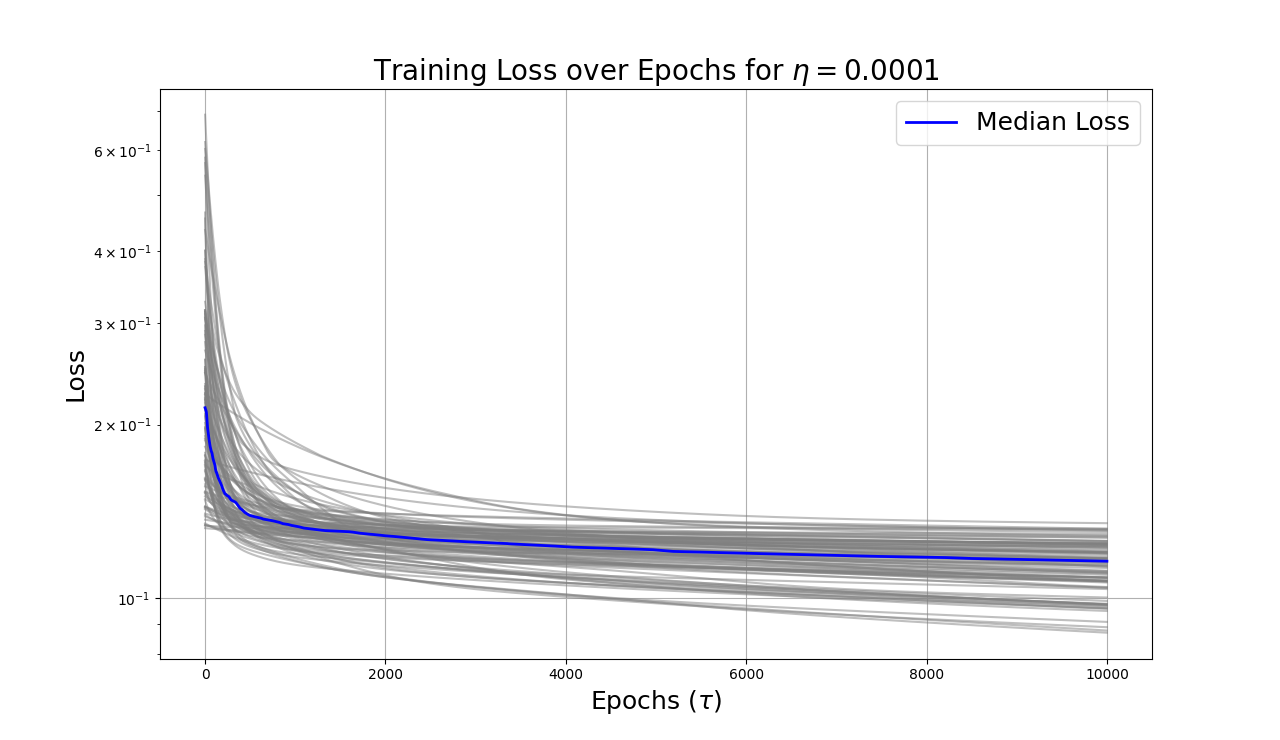 Training Loss over Epochs for η = 0.0001
Median Loss
6 × 10⁻¹
4 × 10⁻¹
3 × 10⁻¹
2 × 10⁻¹
10⁻¹
Loss
0 2000 4000 6000 8000 10000
Epochs (τ)